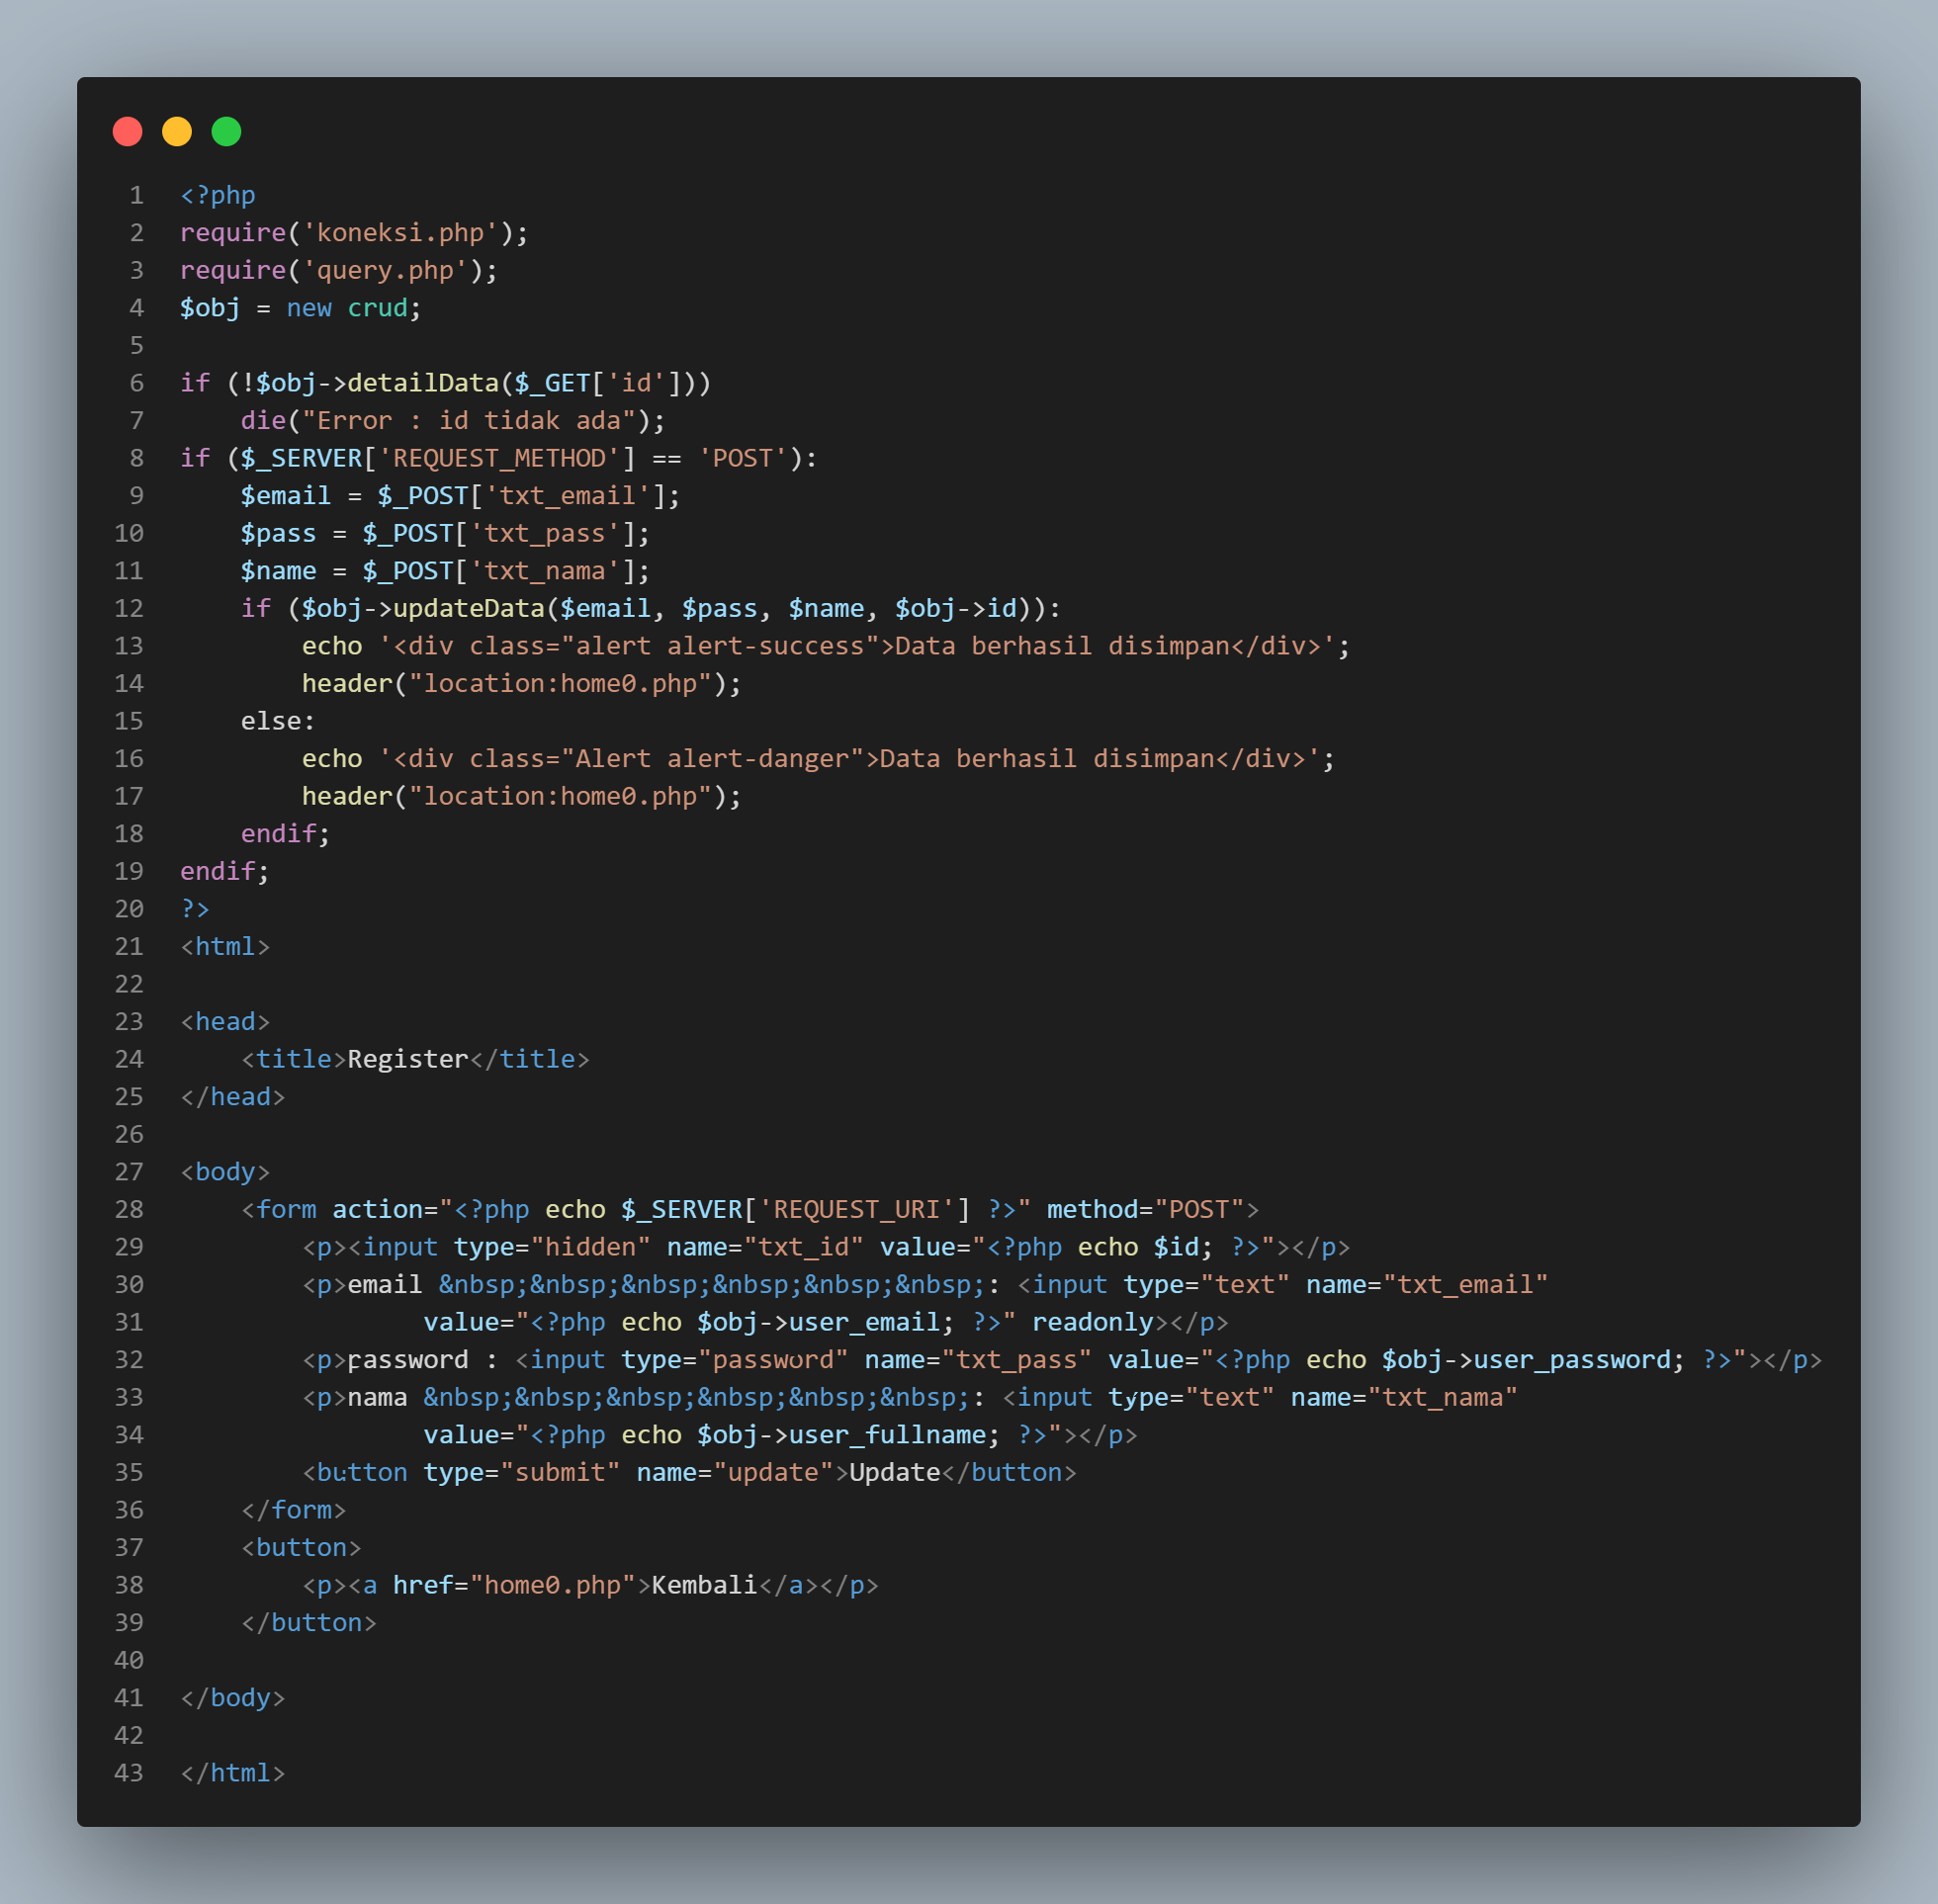 1 <?php
2 require('koneksi.php');
3 require('query.php');
4 $obj = new crud;
5
6 if (!$obj->detailData($_GET['id']))
7     die("Error : id tidak ada");
8 if ($_SERVER['REQUEST_METHOD'] == 'POST'):
9     $email = $_POST['txt_email'];
10     $pass = $_POST['txt_pass'];
11     $name = $_POST['txt_nama'];
12     if ($obj->updateData($email, $pass, $name, $obj->id)):
13         echo '<div class="alert alert-success">Data berhasil disimpan</div>';
14         header("location:home0.php");
15     else:
16         echo '<div class="Alert alert-danger">Data berhasil disimpan</div>';
17         header("location:home0.php");
18     endif;
19 endif;
20 ?>
21 <html>
22
23 <head>
24     <title>Register</title>
25 </head>
26
27 <body>
28     <form action="<?php echo $_SERVER['REQUEST_URI'] ?>" method="POST">
29         <p><input type="hidden" name="txt_id" value="<?php echo $id; ?>"></p>
30         <p>email &nbsp;&nbsp;&nbsp;&nbsp;&nbsp;&nbsp;: <input type="text" name="txt_email"
31                 value="<?php echo $obj->user_email; ?>" readonly></p>
32         <p>password : <input type="password" name="txt_pass" value="<?php echo $obj->user_password; ?>"></p>
33         <p>nama &nbsp;&nbsp;&nbsp;&nbsp;&nbsp;&nbsp;: <input type="text" name="txt_nama"
34                 value="<?php echo $obj->user_fullname; ?>"></p>
35         <button type="submit" name="update">Update</button>
36     </form>
37     <button>
38         <p><a href="home0.php">Kembali</a></p>
39     </button>
40
41 </body>
42
43 </html>